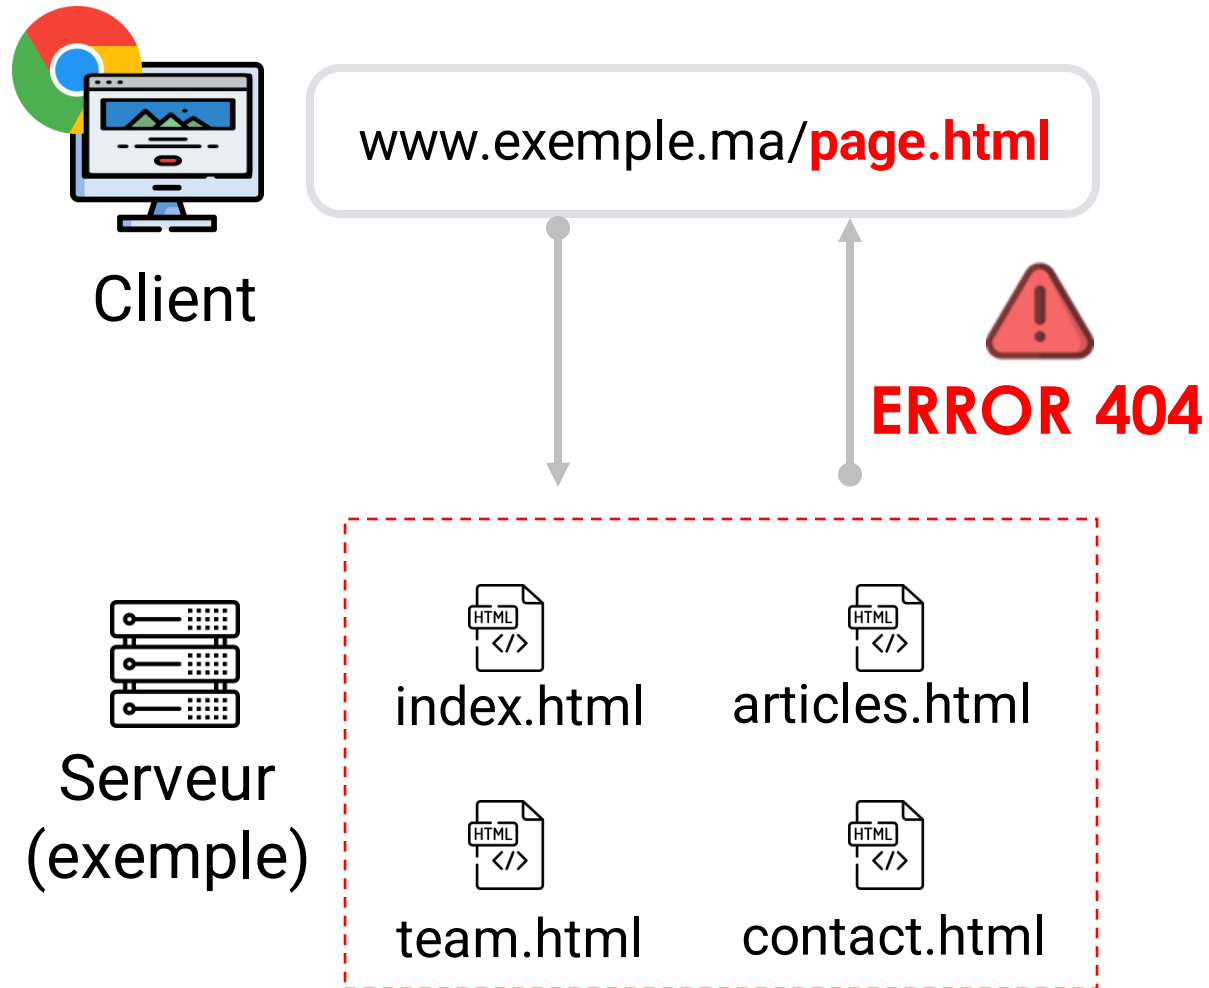 www.exemple.ma/page.html
Client
ERROR 404
HTML
</>
index.html
HTML
</>
articles.html
Serveur
(exemple)
HTML
</>
team.html
HTML
</>
contact.html